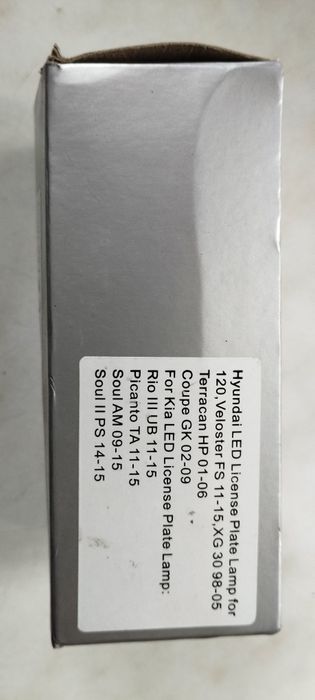 Hyundai LED License Plate Lamp for
120,Veloster FS 11-15,XG 30 98-05
Terracan HP 01-06
Coupe GK 02-09
For Kia LED License Plate Lamp:
Rio III UB 11-15
Picanto TA 11-15
Soul AM 09-15
Soul II PS 14-15